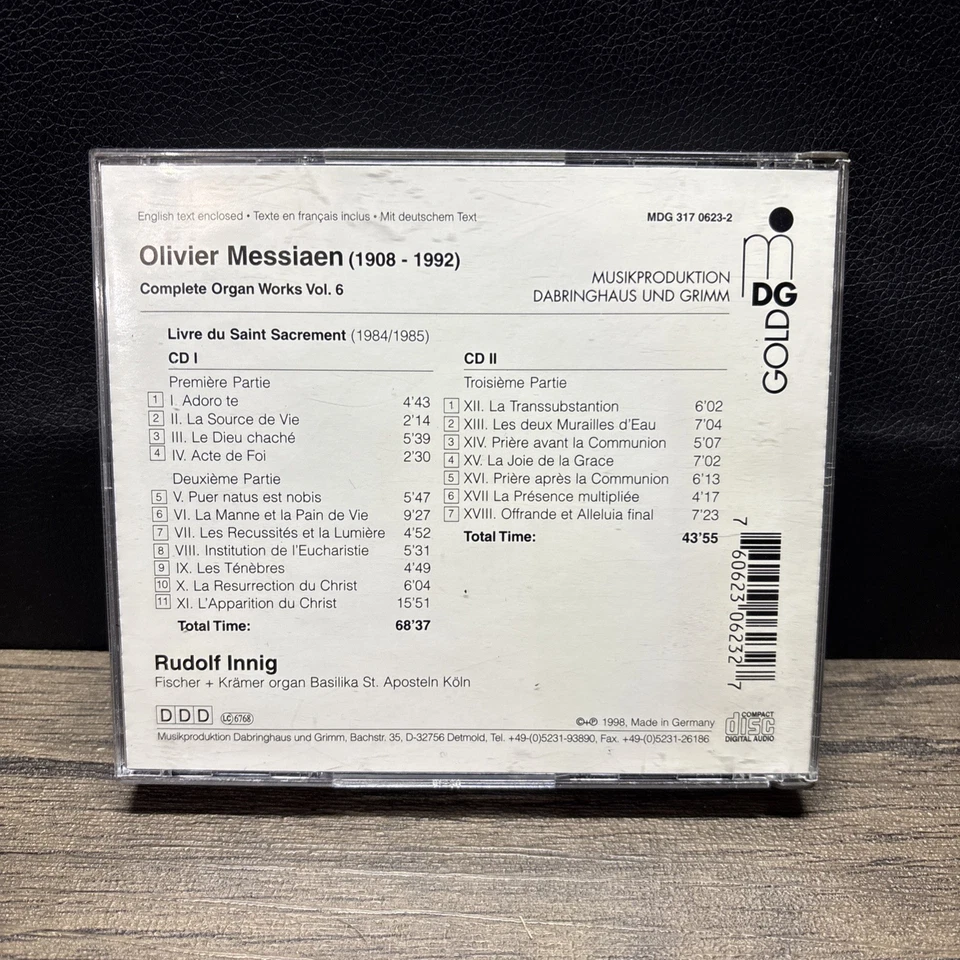 English text enclosed • Texte en français inclus • Mit deutschem Text
MDG 317 0623-2
Olivier Messiaen (1908 - 1992)
Complete Organ Works Vol. 6
MUSIKPRODUKTION
DABRINGHAUS UND GRIMM
m
DG
GOLD
Livre du Saint Sacrement (1984/1985)
CD I
Première Partie
1 I. Adoro te 4'43
2 II. La Source de Vie 2'14
3 III. Le Dieu chaché 5'39
4 IV. Acte de Foi 2'30
Deuxième Partie
5 V. Puer natus est nobis 5'47
6 VI. La Manne et la Pain de Vie 9'27
7 VII. Les Recussités et la Lumière 4'52
8 VIII. Institution de l'Eucharistie 5'31
9 IX. Les Ténèbres 4'49
10 X. La Resurrection du Christ 6'04
11 XI. L'Apparition du Christ 15'51
Total Time: 68'37
CD II
Troisième Partie
1 XII. La Transsubstantion 6'02
2 XIII. Les deux Murailles d'Eau 7'04
3 XIV. Prière avant la Communion 5'07
4 XV. La Joie de la Grace 7'02
5 XVI. Prière après la Communion 6'13
6 XVII La Présence multipliée 4'17
7 XVIII. Offrande et Alleluia final 7'23
Total Time: 43'55
7 60623 06232 7
Rudolf Innig
Fischer + Krämer organ Basilika St. Aposteln Köln
DDD LC 6768
©+℗ 1998, Made in Germany
COMPACT
disc
DIGITAL AUDIO
Musikproduktion Dabringhaus und Grimm, Bachstr. 35, D-32756 Detmold, Tel. +49-(0)5231-93890, Fax. +49-(0)5231-26186